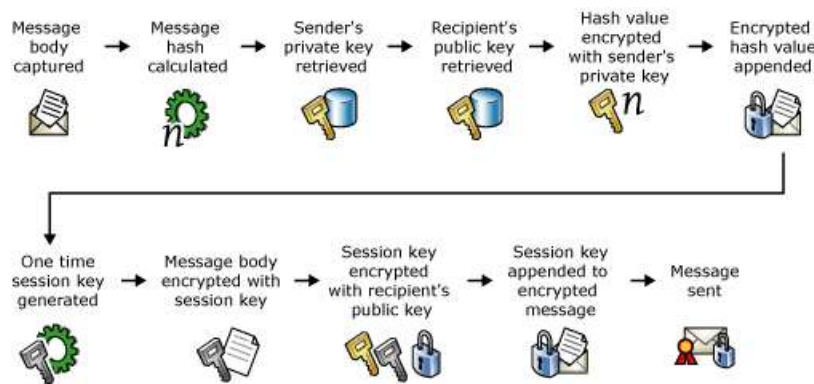 Message
body
captured
Message
hash
calculated
Sender's
private key
retrieved
Recipient's
public key
retrieved
Hash value
encrypted
with sender's
private key
Encrypted
hash value
appended
n
n
One time
session key
generated
Message body
encrypted with
session key
Session key
encrypted
with recipient's
public key
Session key
appended to
encrypted
message
Message
sent